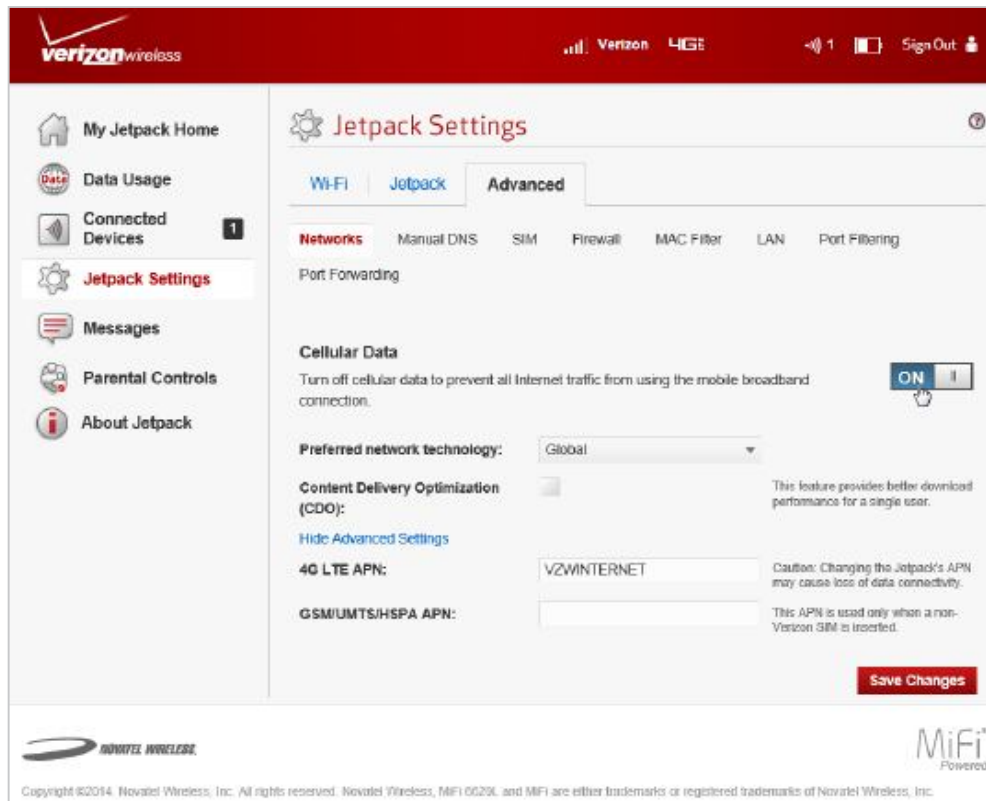 verizonwireless
Verizon 4G LTE
1
Sign Out
My Jetpack Home
Data
Data Usage
Connected
Devices
1
Jetpack Settings
Messages
Parental Controls
About Jetpack
Jetpack Settings
?
Wi-Fi
Jetpack
Advanced
Networks
Manual DNS
SIM
Firewall
MAC Filter
LAN
Port Filtering
Port Forwarding
Cellular Data
Turn off cellular data to prevent all Internet traffic from using the mobile broadband
connection.
ON
Preferred network technology:
Global
Content Delivery Optimization
(CDO):
This feature provides better download
performance for a single user.
Hide Advanced Settings
4G LTE APN:
VZWINTERNET
Caution: Changing the Jetpack's APN
may cause loss of data connectivity.
GSM/UMTS/HSPA APN:
This APN is used only when a non-
Verizon SIM is inserted.
Save Changes
NOVATEL WIRELESS.
MiFi
Powered
Copyright ©2014. Novatel Wireless, Inc. All rights reserved. Novatel Wireless, MiFi 6629L and MiFi are either trademarks or registered trademarks of Novatel Wireless, Inc.